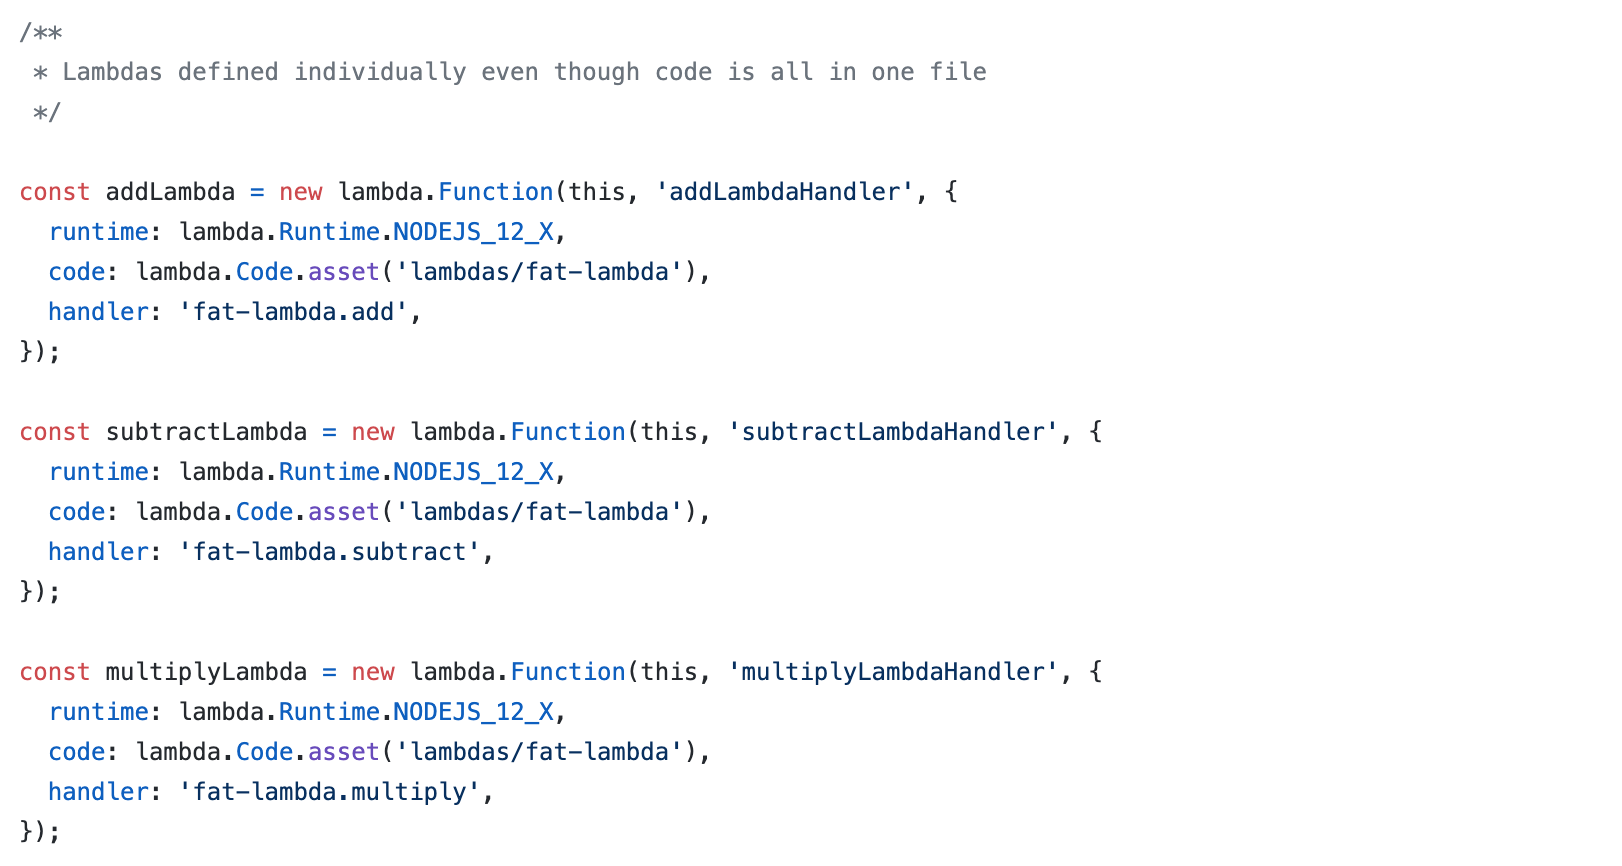 /**
 * Lambdas defined individually even though code is all in one file
 */
const addLambda = new lambda.Function(this, 'addLambdaHandler', {
  runtime: lambda.Runtime.NODEJS_12_X,
  code: lambda.Code.asset('lambdas/fat-lambda'),
  handler: 'fat-lambda.add',
});
const subtractLambda = new lambda.Function(this, 'subtractLambdaHandler', {
  runtime: lambda.Runtime.NODEJS_12_X,
  code: lambda.Code.asset('lambdas/fat-lambda'),
  handler: 'fat-lambda.subtract',
});
const multiplyLambda = new lambda.Function(this, 'multiplyLambdaHandler', {
  runtime: lambda.Runtime.NODEJS_12_X,
  code: lambda.Code.asset('lambdas/fat-lambda'),
  handler: 'fat-lambda.multiply',
});